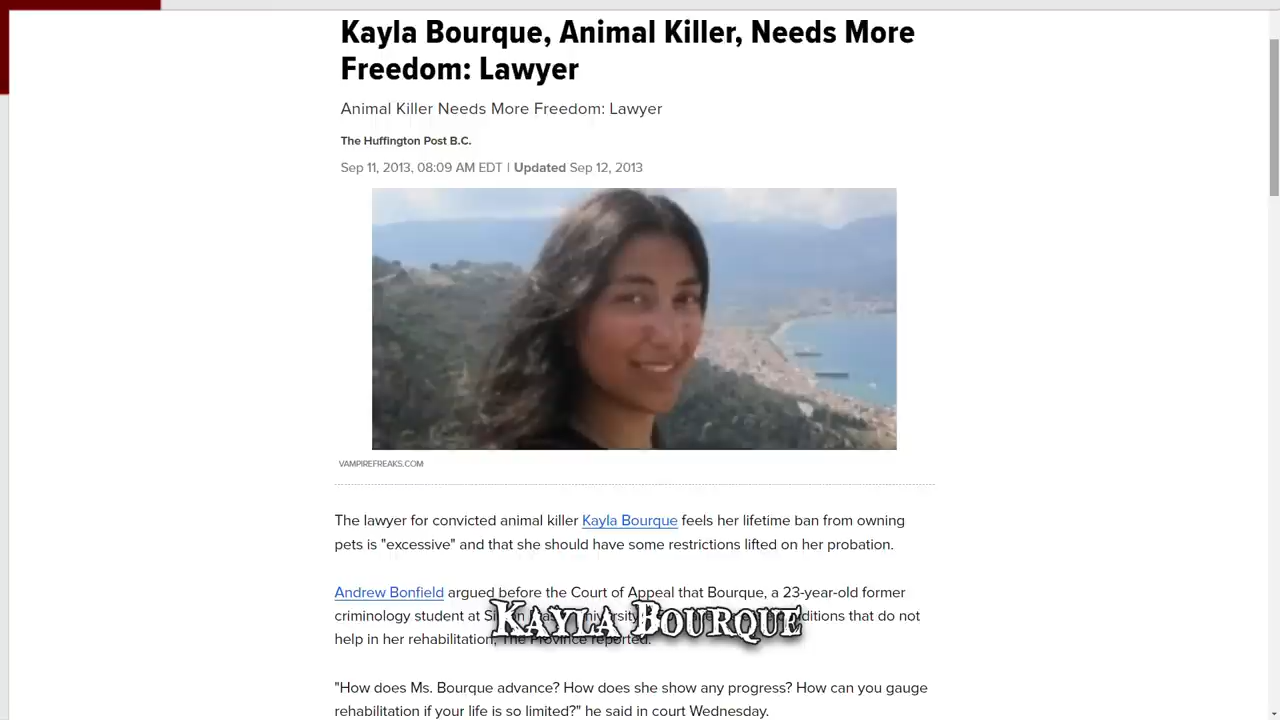 Kayla Bourque, Animal Killer, Needs More
Freedom: Lawyer
Animal Killer Needs More Freedom: Lawyer
The Huffington Post B.C.
Sep 11, 2013, 08:09 AM EDT | Updated Sep 12, 2013
VAMPIREFREAKS.COM
The lawyer for convicted animal killer Kayla Bourque feels her lifetime ban from owning
pets is "excessive" and that she should have some restrictions lifted on her probation.
Andrew Bonfield argued before the Court of Appeal that Bourque, a 23-year-old former
criminology student at that do not
help in her rehabilitation, The Province reported.
Kayla Bourque
"How does Ms. Bourque advance? How does she show any progress? How can you gauge
rehabilitation if your life is so limited?" he said in court Wednesday.